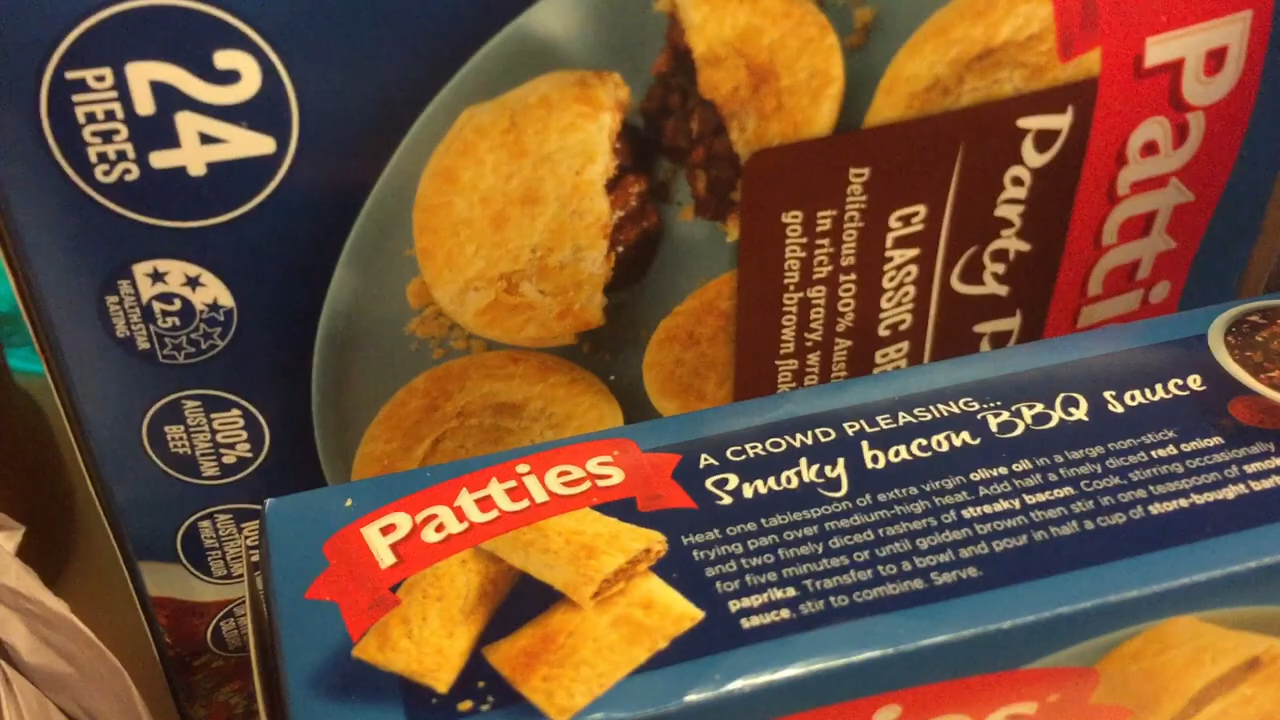 24
PIECES
HEALTH STAR
RATING
2.5
100%
AUSTRALIAN
BEEF
AUSTRALIAN
WHEAT FLOUR
Patti
Party P
CLASSIC BE
Delicious 100% Aust
in rich gravy, wra
golden-brown flak
Patties
A CROWD PLEASING...
Smoky bacon BBQ sauce
Heat one tablespoon of extra virgin olive oil in a large non-stick
frying pan over medium-high heat. Add half a finely diced red onion
and two finely diced rashers of streaky bacon. Cook, stirring occasionally
for five minutes or until golden brown then stir in one teaspoon of smok
paprika. Transfer to a bowl and pour in half a cup of store-bought barb
sauce, stir to combine. Serve.